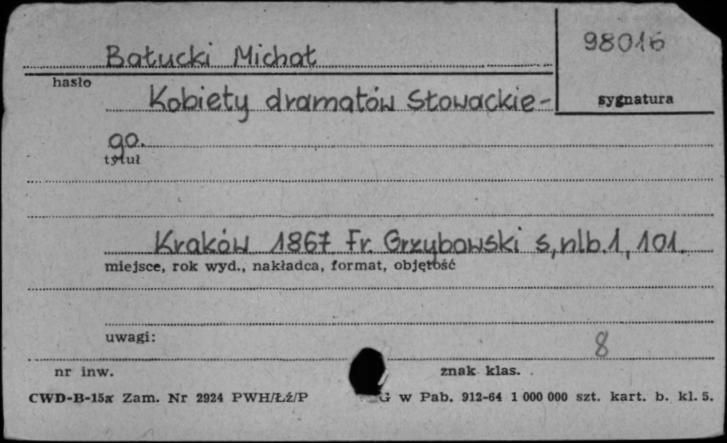 98016
Bałucki Michał
hasło
sygnatura
Kobiety dramatów Słowackie-
go.
tytuł
Kraków 1867 Fr. Grzybowski s, nlb. 1, 101.
miejsce, rok wyd., nakładca, format, objętość
uwagi:
8
nr inw.
znak klas.
CWD-B-15a Zam. Nr 2924 PWH/Łź/P G w Pab. 912-64 1 000 000 szt. kart. b. kl. 5.